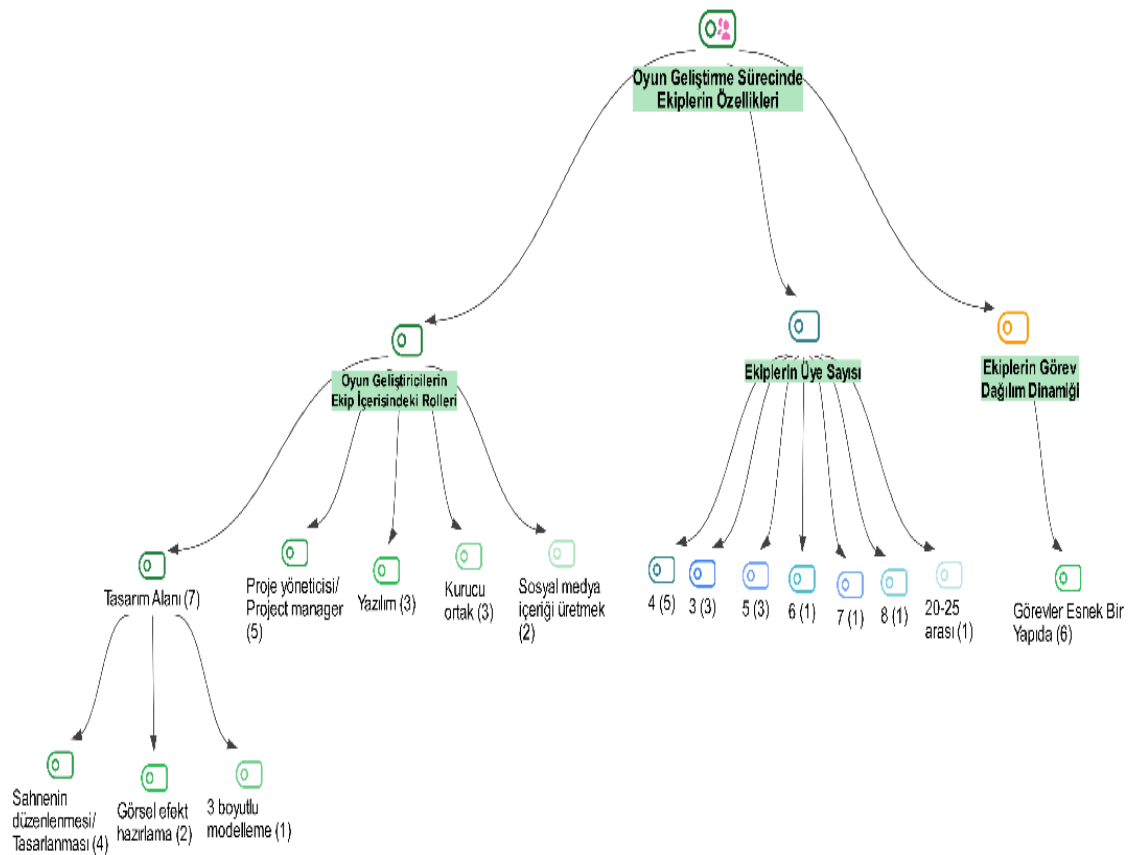 Oyun Geliştirme Sürecinde
Ekiplerin Özellikleri
Oyun Geliştiricilerin
Ekip İçerisindeki Rolleri
Ekiplerin Üye Sayısı
Ekiplerin Görev
Dağılım Dinamiği
Tasarım Alanı (7)
Proje yöneticisi/
Project manager
(5)
Yazılım (3)
Kurucu
ortak (3)
Sosyal medya
içeriği üretmek
(2)
4 (5)
3 (3)
5 (3)
6 (1)
7 (1)
8 (1)
20-25
arası (1)
Görevler Esnek Bir
Yapıda (6)
Sahnenin
düzenlenmesi/
Tasarlanması (4)
Görsel efekt
hazırlama (2)
3 boyutlu
modelleme (1)